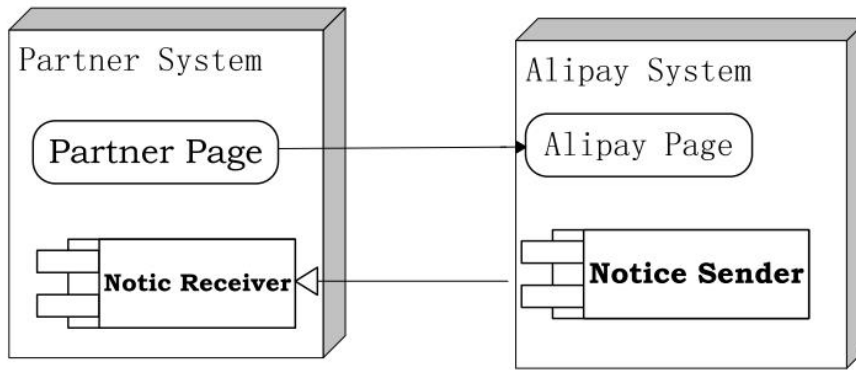 Partner System
Alipay System
Partner Page
Alipay Page
Notic Receiver
Notice Sender